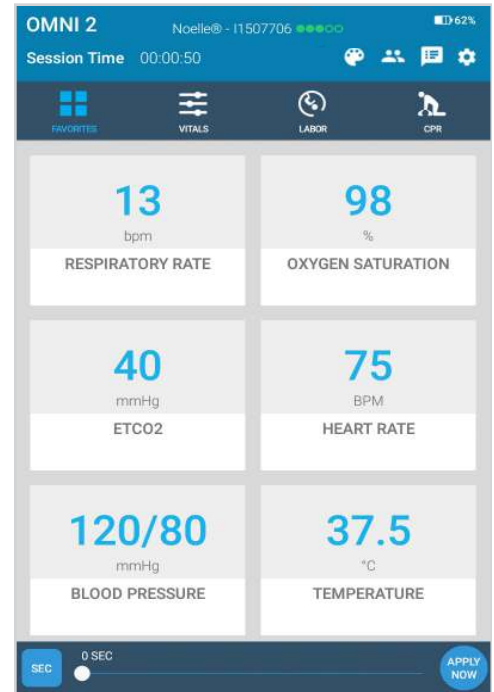 OMNI 2
Noelle® - I1507706
62%
Session Time 00:00:50
FAVORITES VITALS LABOR CPR
13 98
bpm %
RESPIRATORY RATE OXYGEN SATURATION
40 75
mmHg BPM
ETCO2 HEART RATE
120/80 37.5
mmHg °C
BLOOD PRESSURE TEMPERATURE
0 SEC
SEC
APPLY
NOW